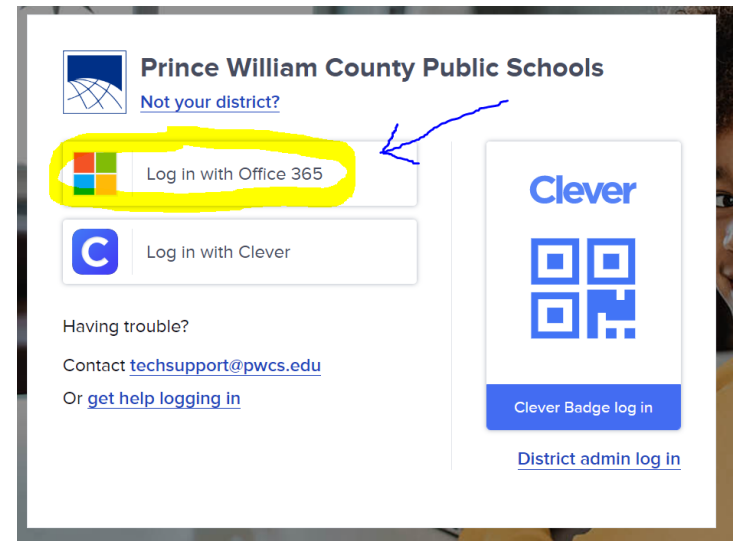 Prince William County Public Schools
Not your district?
Log in with Office 365
C
Log in with Clever
Having trouble?
Contact techsupport@pwcs.edu
Or get help logging in
Clever
Clever Badge log in
District admin log in